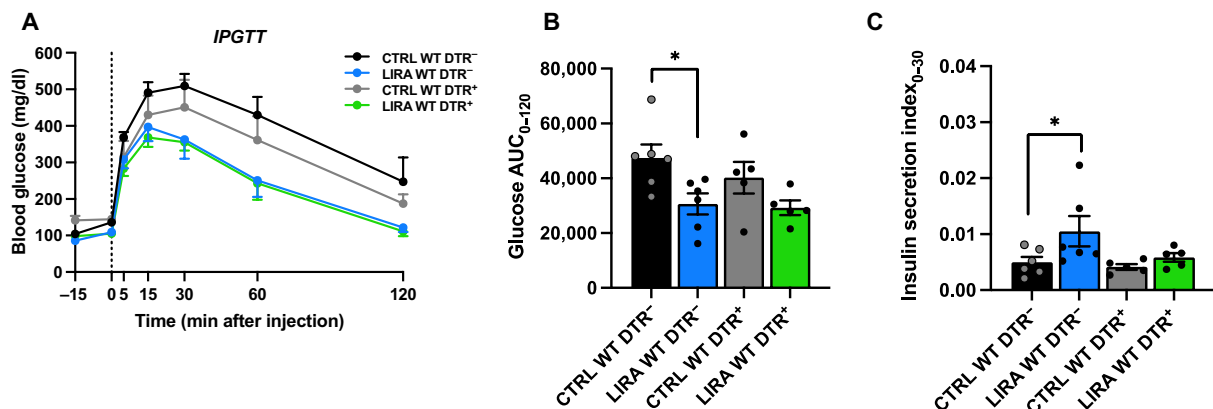 A
IPGTT
Blood glucose (mg/dl)
600
500
400
300
200
100
0
–15
0
5
15
30
60
120
Time (min after injection)
CTRL WT DTR⁻
LIRA WT DTR⁻
CTRL WT DTR⁺
LIRA WT DTR⁺
B
Glucose AUC₀₋₁₂₀
80,000
60,000
40,000
20,000
0
*
CTRL WT DTR⁻
LIRA WT DTR⁻
CTRL WT DTR⁺
LIRA WT DTR⁺
C
Insulin secretion index₀₋₃₀
0.04
0.03
0.02
0.01
0.00
*
CTRL WT DTR⁻
LIRA WT DTR⁻
CTRL WT DTR⁺
LIRA WT DTR⁺